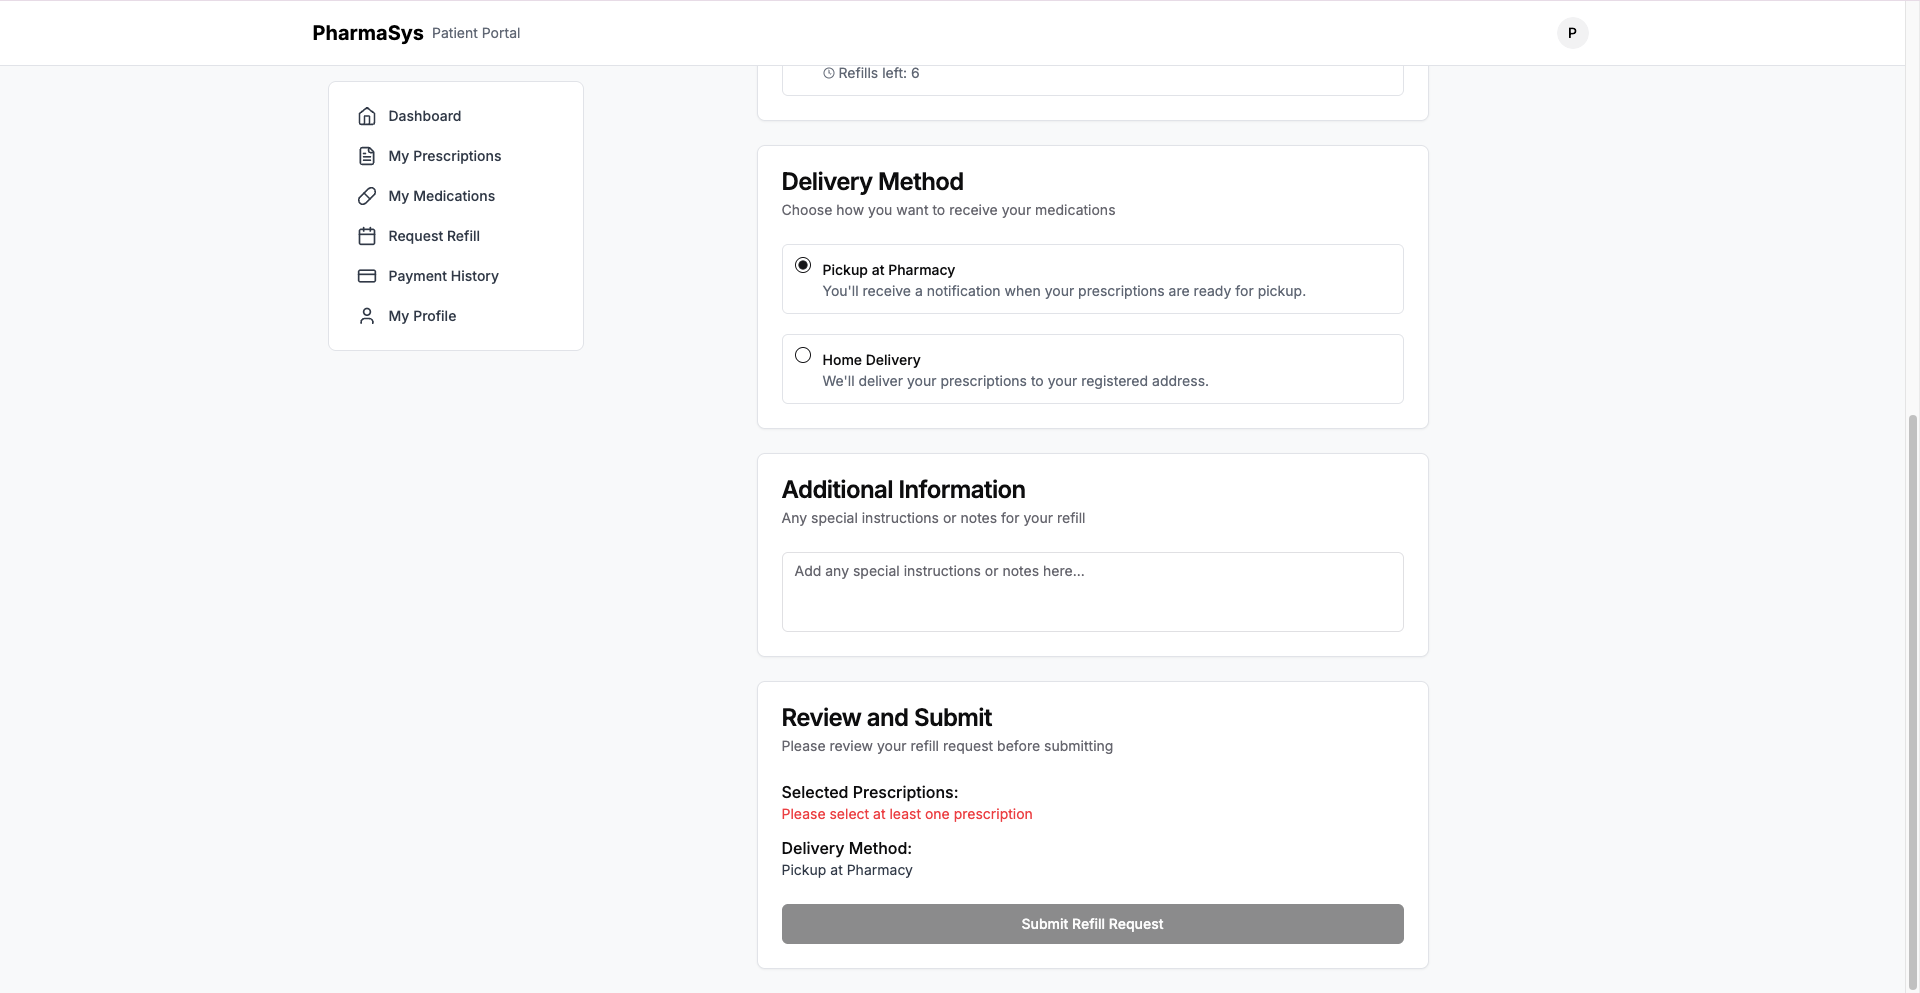 PharmaSys Patient Portal
P
Dashboard
My Prescriptions
My Medications
Request Refill
Payment History
My Profile
Refills left: 6
Delivery Method
Choose how you want to receive your medications
Pickup at Pharmacy
You'll receive a notification when your prescriptions are ready for pickup.
Home Delivery
We'll deliver your prescriptions to your registered address.
Additional Information
Any special instructions or notes for your refill
Add any special instructions or notes here...
Review and Submit
Please review your refill request before submitting
Selected Prescriptions:
Please select at least one prescription
Delivery Method:
Pickup at Pharmacy
Submit Refill Request